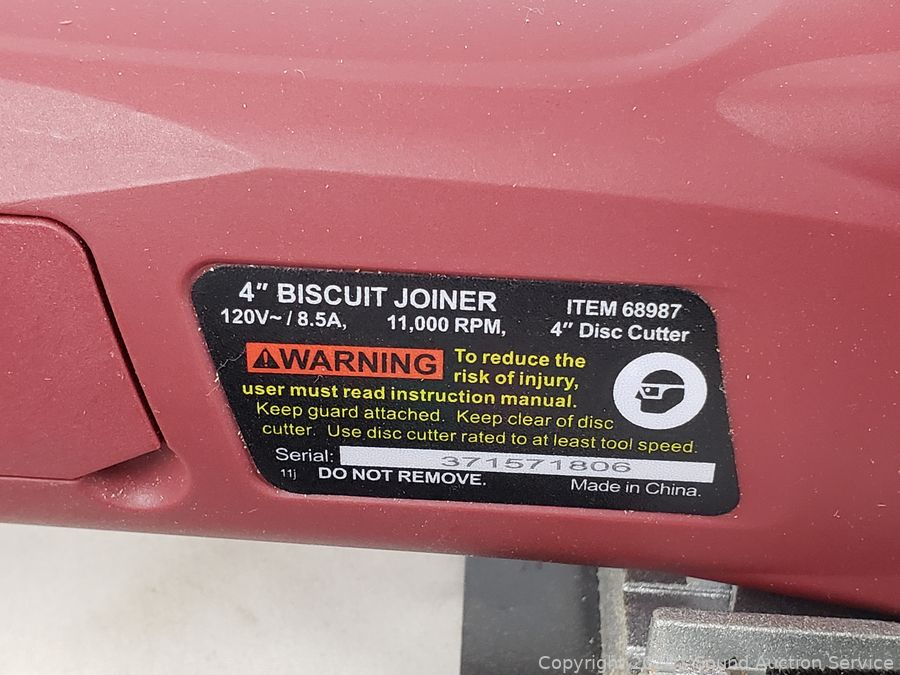 4″ BISCUIT JOINER
ITEM 68987
120V~ / 8.5A, 11,000 RPM, 4″ Disc Cutter
⚠WARNING To reduce the
risk of injury,
user must read instruction manual.
Keep guard attached. Keep clear of disc
cutter. Use disc cutter rated to at least tool speed.
Serial: 371571806
11j DO NOT REMOVE. Made in China.
Copyright Sound Auction Service